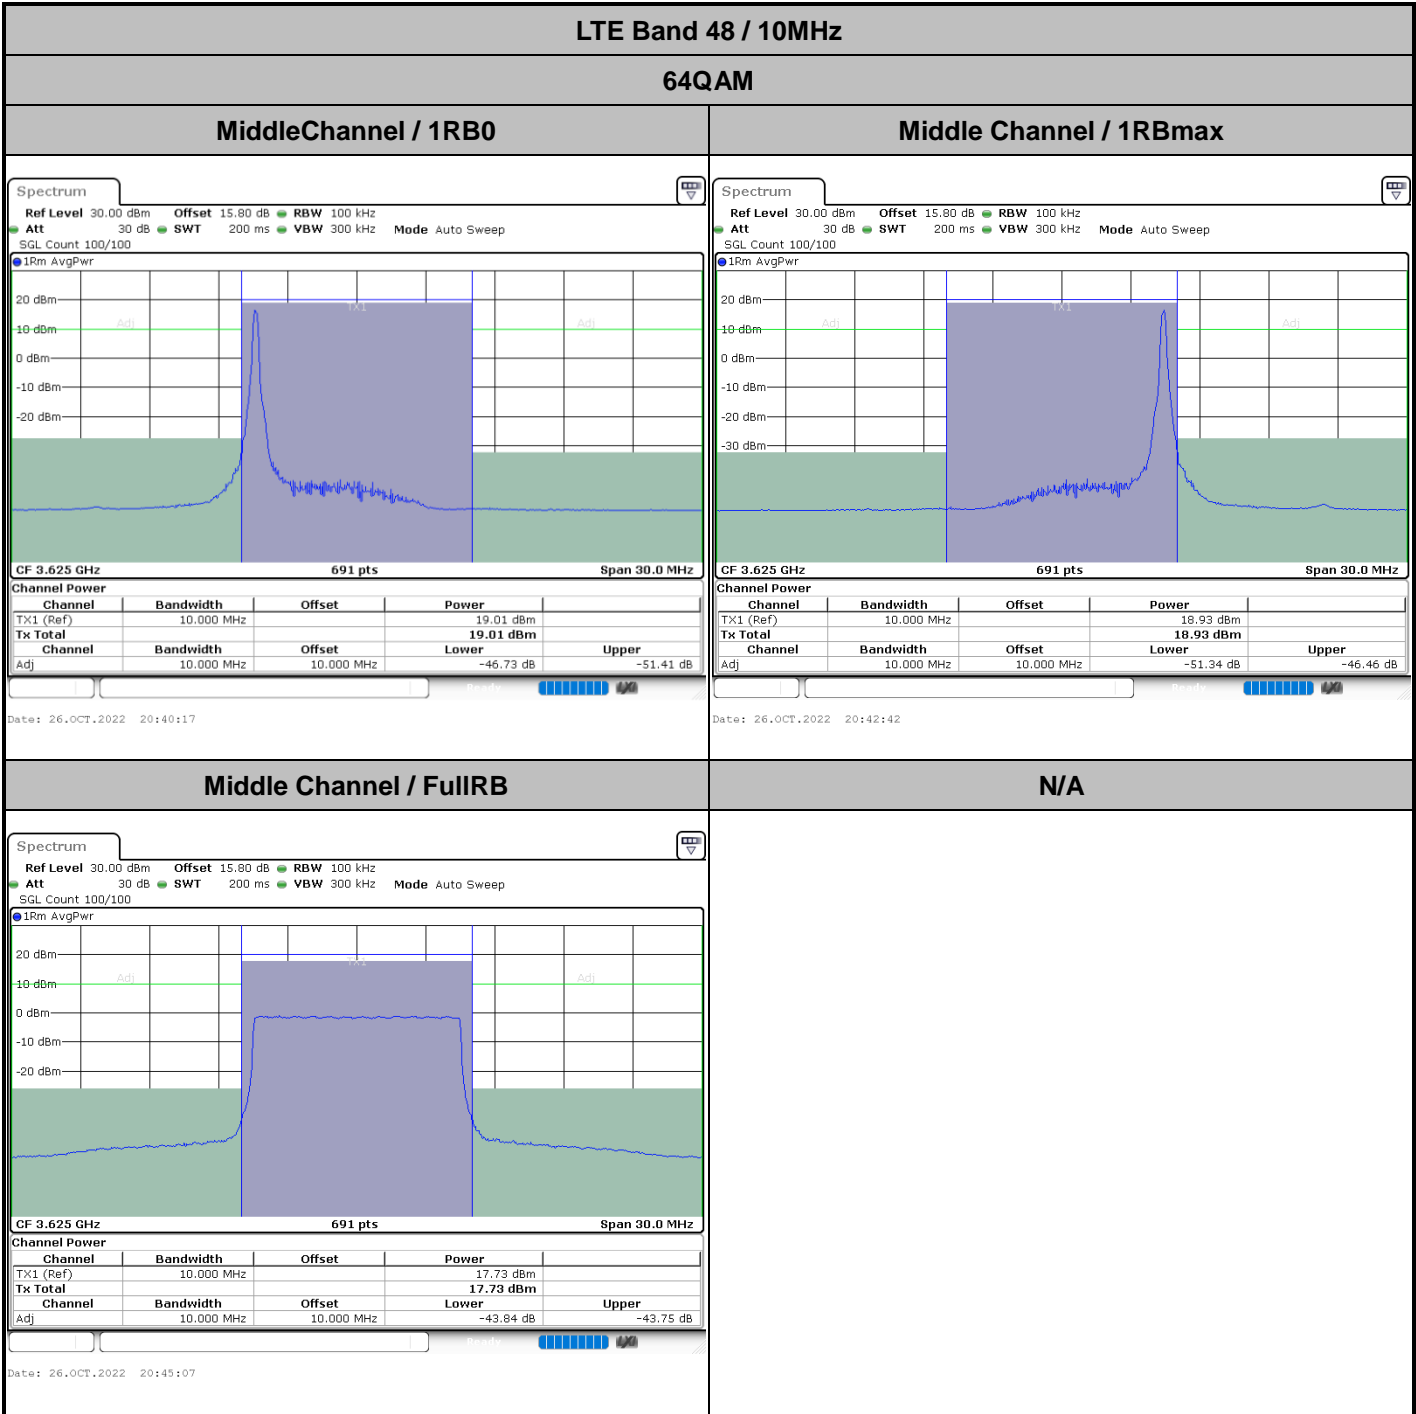 LTE Band 48 / 10MHz
64QAM
MiddleChannel / 1RB0
Middle Channel / 1RBmax
Spectrum
Ref Level 30.00 dBm Offset 15.80 dB RBW 100 kHz
Att 30 dB SWT 200 ms VBW 300 kHz Mode Auto Sweep
SGL Count 100/100
1Rm AvgPwr
TX1
20 dBm
Adj
Adj
10 dBm
0 dBm
-10 dBm
-20 dBm
CF 3.625 GHz 691 pts Span 30.0 MHz
Channel Power
Channel Bandwidth Offset Power
TX1 (Ref) 10.000 MHz 19.01 dBm
Tx Total 19.01 dBm
Channel Bandwidth Offset Lower Upper
Adj 10.000 MHz 10.000 MHz -46.73 dB -51.41 dB
Ready
Date: 26.OCT.2022 20:40:17
Spectrum
Ref Level 30.00 dBm Offset 15.80 dB RBW 100 kHz
Att 30 dB SWT 200 ms VBW 300 kHz Mode Auto Sweep
SGL Count 100/100
1Rm AvgPwr
TX1
20 dBm
Adj
Adj
10 dBm
0 dBm
-10 dBm
-20 dBm
-30 dBm
CF 3.625 GHz 691 pts Span 30.0 MHz
Channel Power
Channel Bandwidth Offset Power
TX1 (Ref) 10.000 MHz 18.93 dBm
Tx Total 18.93 dBm
Channel Bandwidth Offset Lower Upper
Adj 10.000 MHz 10.000 MHz -51.34 dB -46.46 dB
Ready
Date: 26.OCT.2022 20:42:42
Middle Channel / FullRB
N/A
Spectrum
Ref Level 30.00 dBm Offset 15.80 dB RBW 100 kHz
Att 30 dB SWT 200 ms VBW 300 kHz Mode Auto Sweep
SGL Count 100/100
1Rm AvgPwr
20 dBm
TX1
Adj
Adj
10 dBm
0 dBm
-10 dBm
-20 dBm
CF 3.625 GHz 691 pts Span 30.0 MHz
Channel Power
Channel Bandwidth Offset Power
TX1 (Ref) 10.000 MHz 17.73 dBm
Tx Total 17.73 dBm
Channel Bandwidth Offset Lower Upper
Adj 10.000 MHz 10.000 MHz -43.84 dB -43.75 dB
Ready
Date: 26.OCT.2022 20:45:07